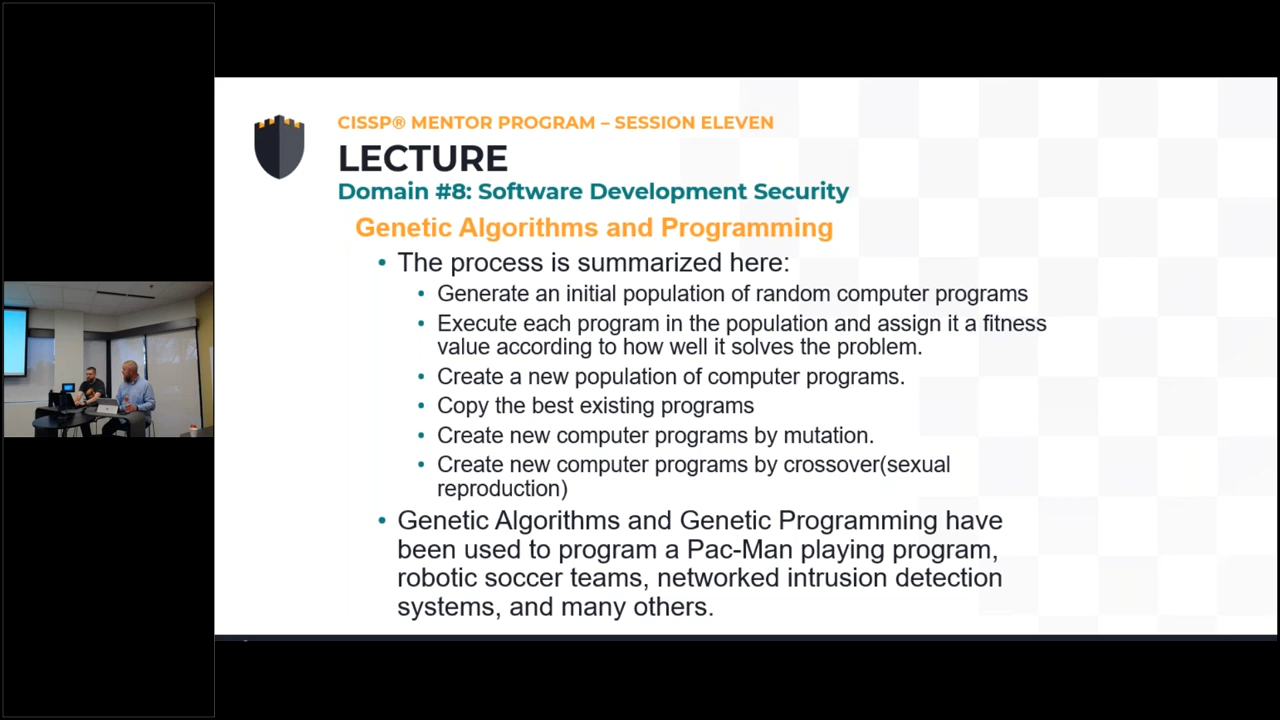 CISSP® MENTOR PROGRAM – SESSION ELEVEN
LECTURE
Domain #8: Software Development Security
Genetic Algorithms and Programming
• The process is summarized here:
• Generate an initial population of random computer programs
• Execute each program in the population and assign it a fitness
value according to how well it solves the problem.
• Create a new population of computer programs.
• Copy the best existing programs
• Create new computer programs by mutation.
• Create new computer programs by crossover(sexual
reproduction)
• Genetic Algorithms and Genetic Programming have
been used to program a Pac-Man playing program,
robotic soccer teams, networked intrusion detection
systems, and many others.